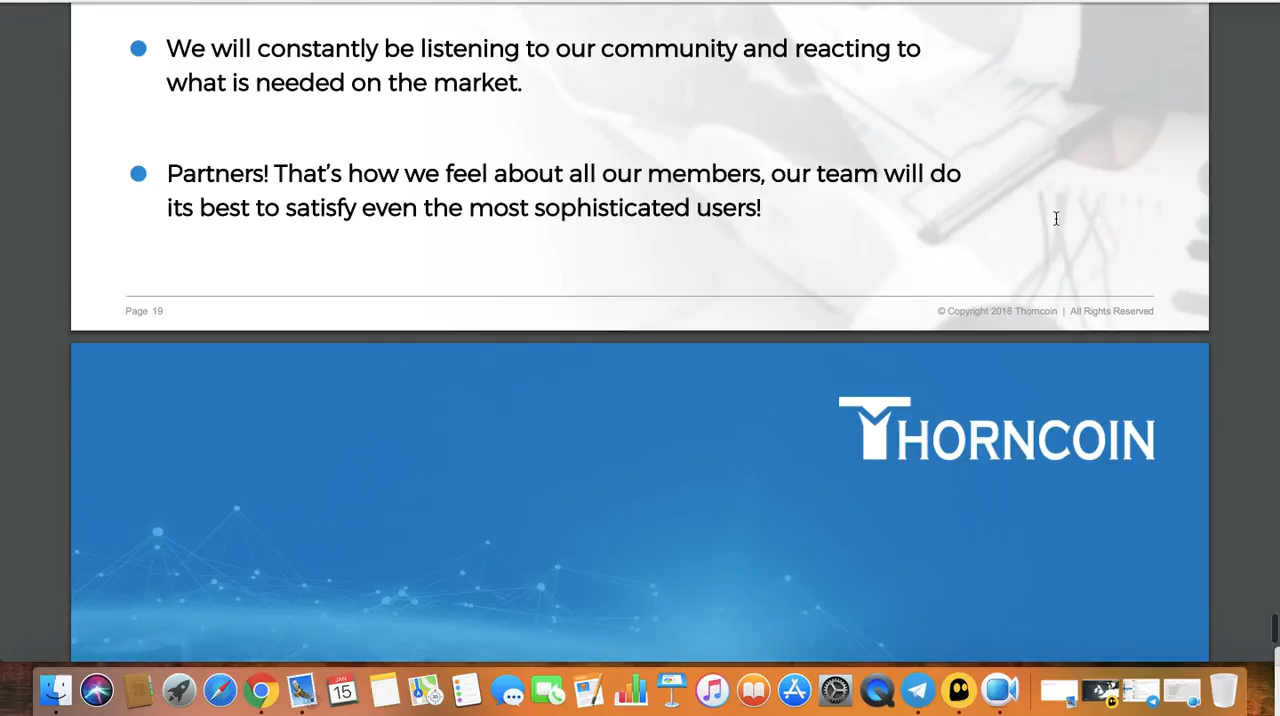 We will constantly be listening to our community and reacting to
what is needed on the market.
Partners! That's how we feel about all our members, our team will do
its best to satisfy even the most sophisticated users!
Page 19
© Copyright 2018 Thorncoin | All Rights Reserved
THORNCOIN
JAN
15